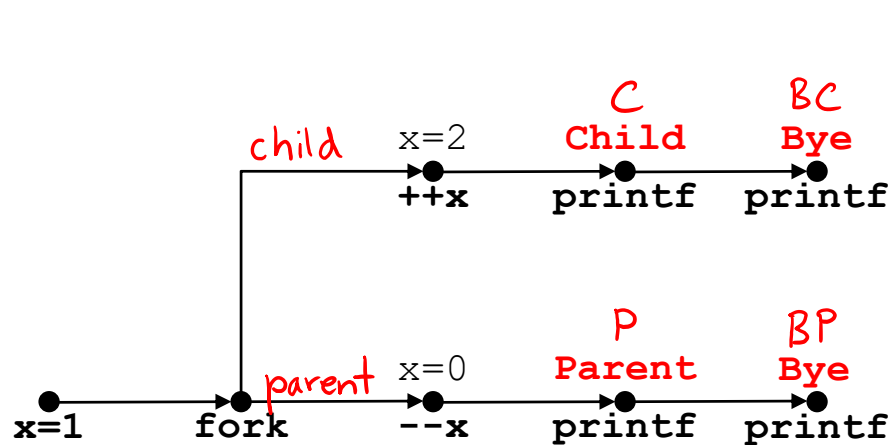 C BC
child x=2 Child Bye
++x printf printf
P BP
parent x=0 Parent Bye
x=1 fork --x printf printf